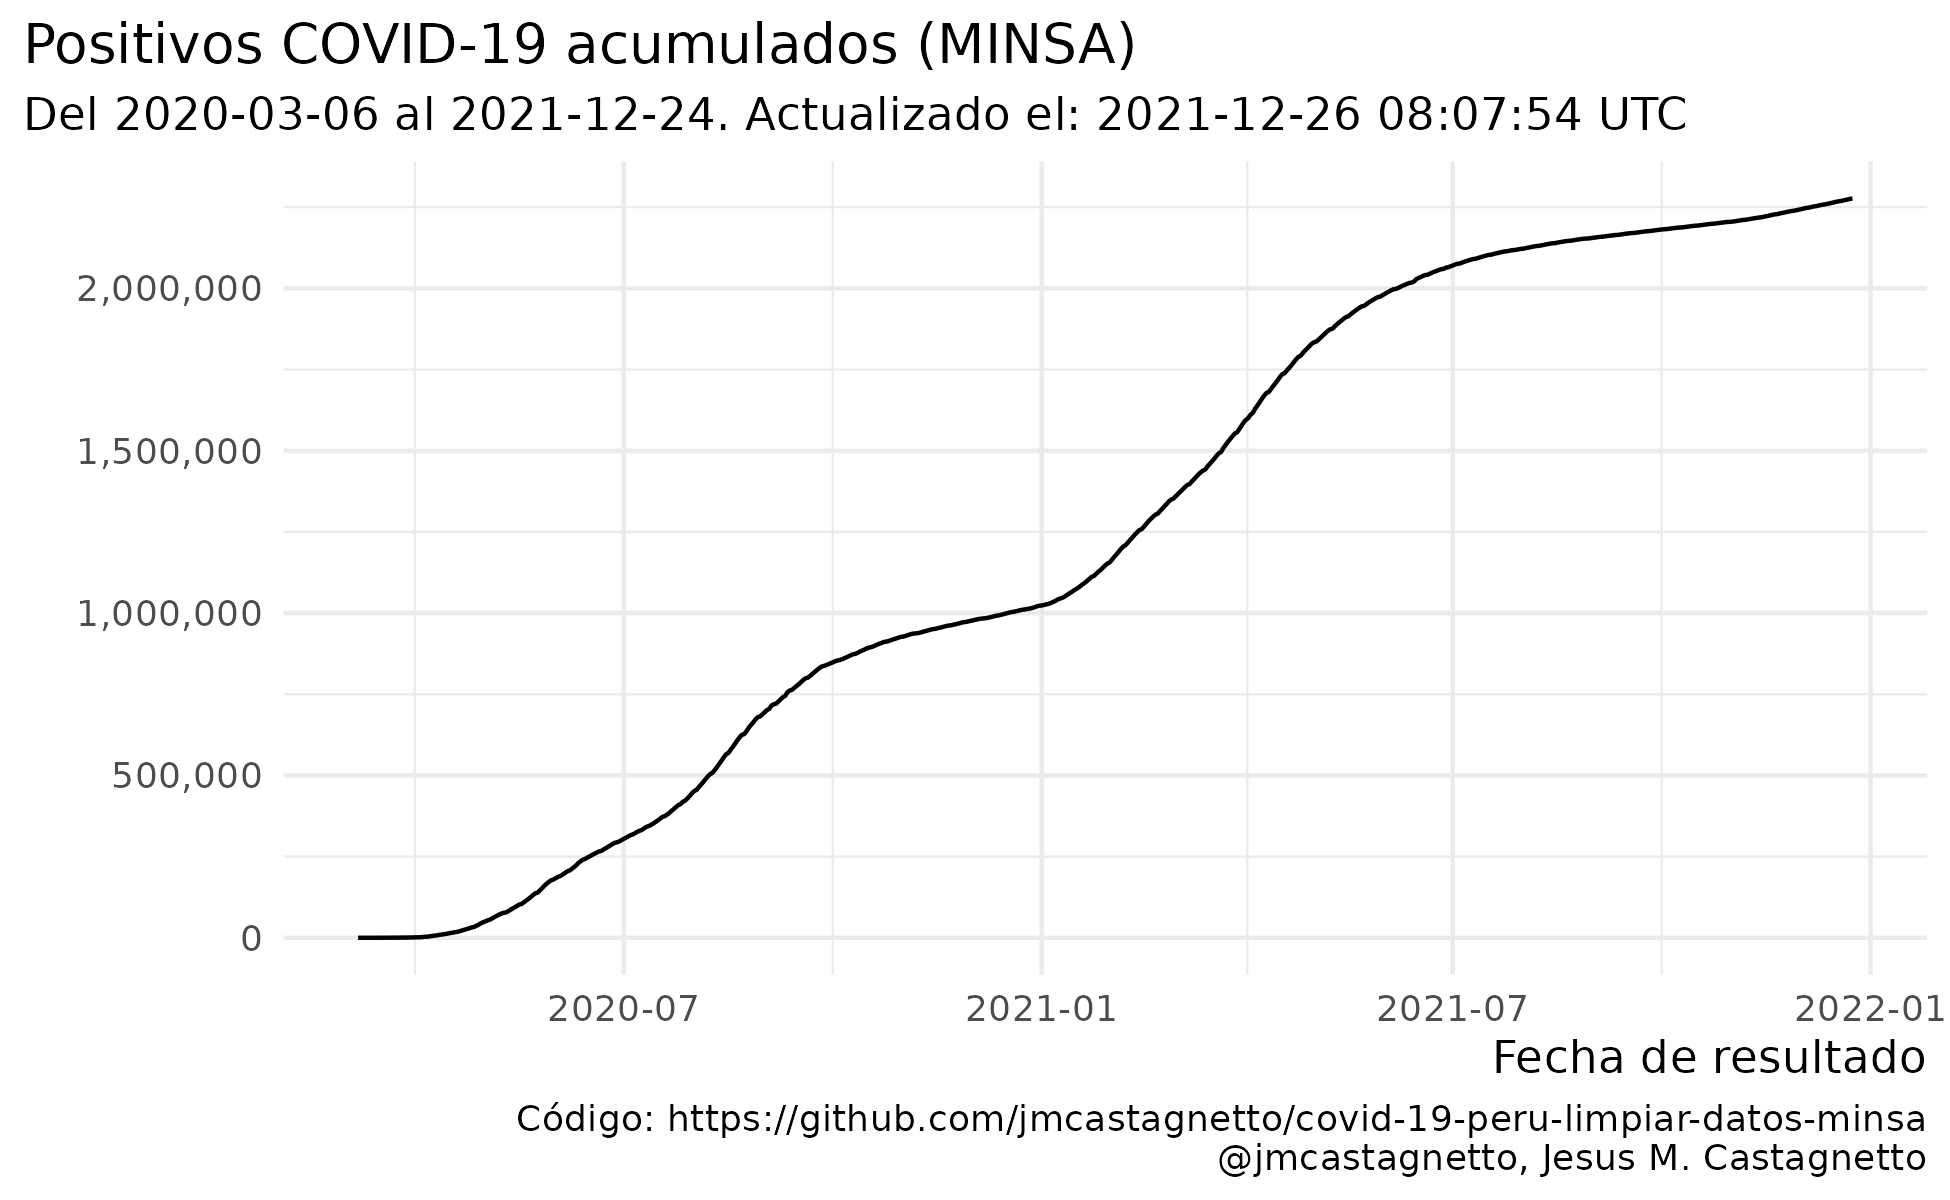 Positivos COVID-19 acumulados (MINSA)
Del 2020-03-06 al 2021-12-24. Actualizado el: 2021-12-26 08:07:54 UTC
2,000,000
1,500,000
1,000,000
500,000
0
2020-07 2021-01 2021-07 2022-01
Fecha de resultado
Código: https://github.com/jmcastagnetto/covid-19-peru-limpiar-datos-minsa
@jmcastagnetto, Jesus M. Castagnetto